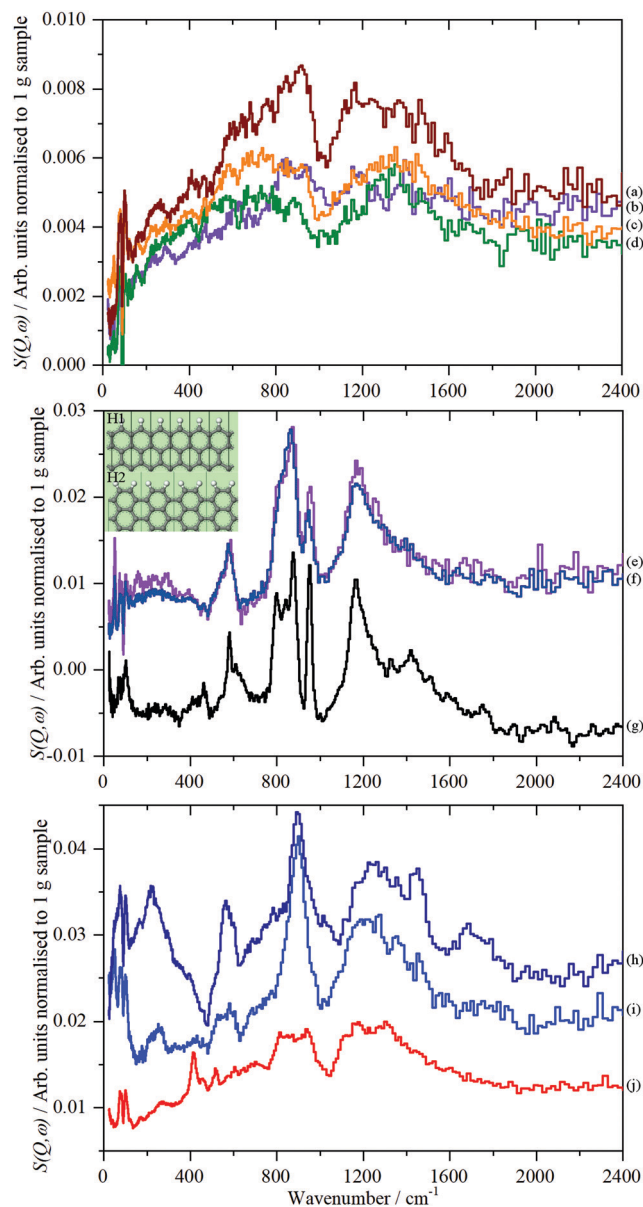 0.010
0.008
0.006
0.004
0.002
0.000
S(Q,ω) / Arb. units normalised to 1 g sample
(a)
(b)
(c)
(d)
0 400 800 1200 1600 2000 2400
0.03
0.02
0.01
0.00
-0.01
S(Q,ω) / Arb. units normalised to 1 g sample
H1
H2
(e)
(f)
(g)
0 400 800 1200 1600 2000 2400
0.04
0.03
0.02
0.01
S(Q,ω) / Arb. units normalised to 1 g sample
(h)
(i)
(j)
0 400 800 1200 1600 2000 2400
Wavenumber / cm⁻¹